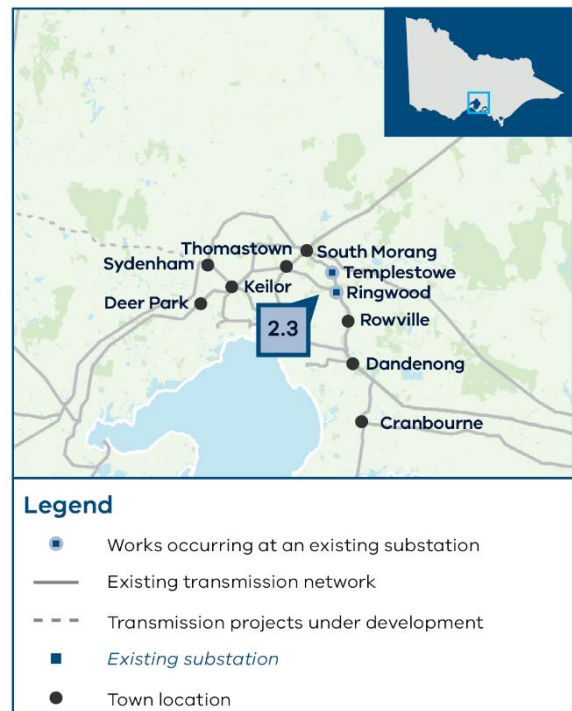 Thomastown
South Morang
Sydenham
Templestowe
Keilor
Ringwood
Deer Park
2.3
Rowville
Dandenong
Cranbourne
Legend
Works occurring at an existing substation
Existing transmission network
Transmission projects under development
Existing substation
Town location